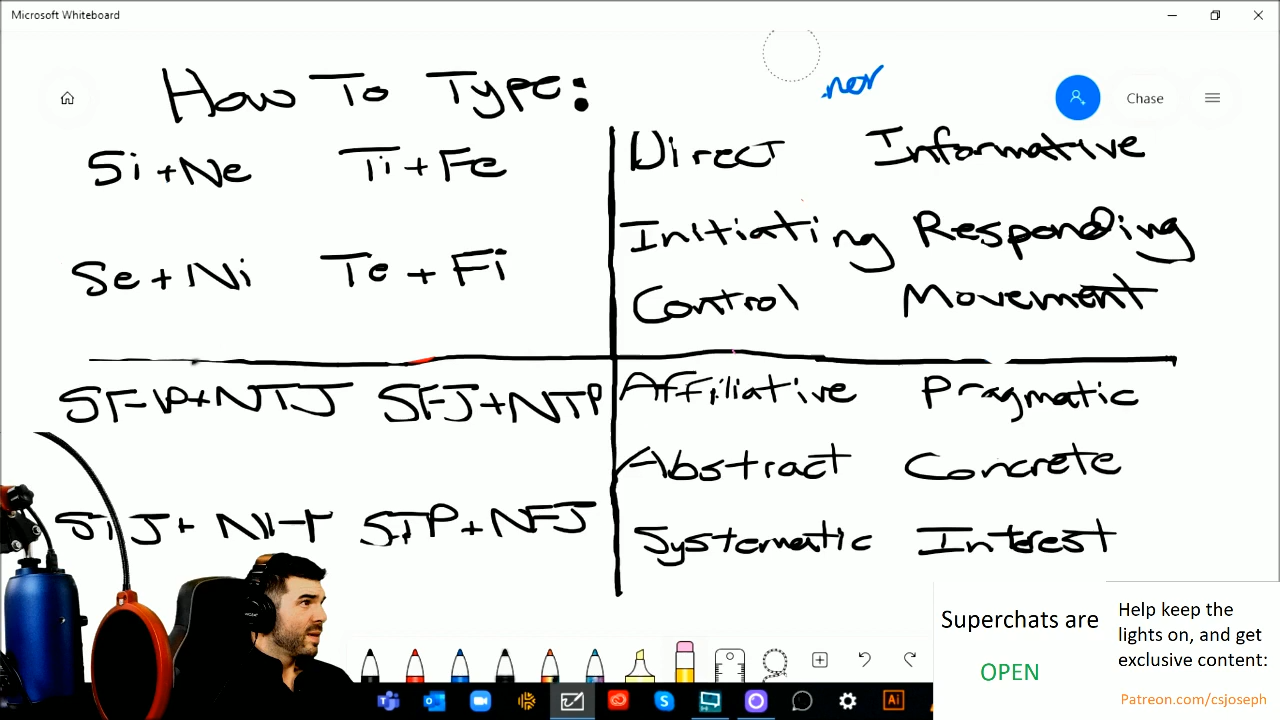 Microsoft Whiteboard
How To Type:
ner
Chase
Si + Ne Ti + Fe
Direct Informative
Initiating Responding
Se + Ni Te + Fi
Control Movement
SFP + NTJ SFJ + NTP
Affiliative Pragmatic
Abstract Concrete
STJ + NFP STP + NFJ
Systematic Interest
Superchats are
OPEN
Help keep the
lights on, and get
exclusive content:
Patreon.com/csjoseph
Ai